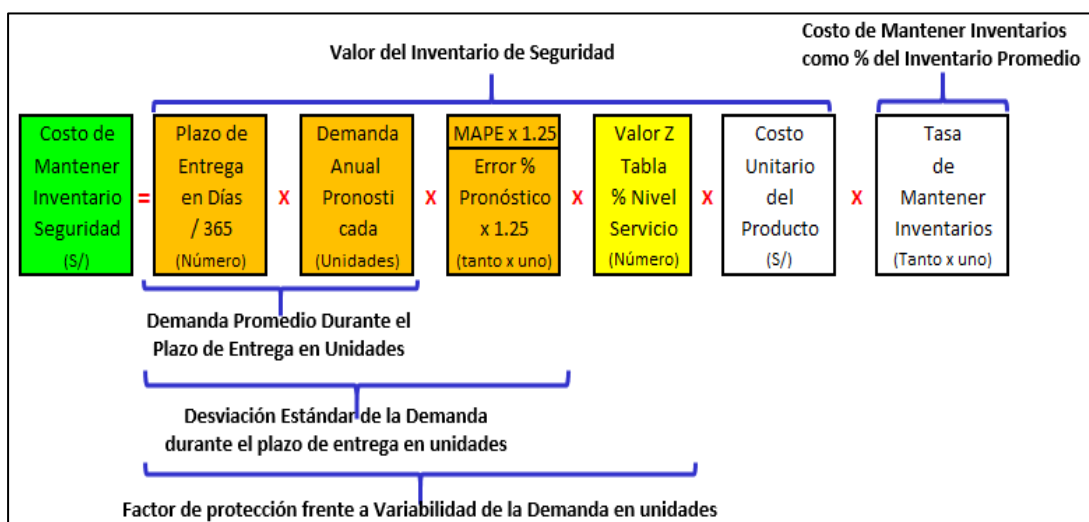 Valor del Inventario de Seguridad
Costo de Mantener Inventarios
como % del Inventario Promedio
Costo de
Mantener
Inventario
Seguridad
(S/)
=
Plazo de
Entrega
en Días
/ 365
(Número)
X
Demanda
Anual
Pronosti
cada
(Unidades)
X
MAPE x 1.25
Error %
Pronóstico
x 1.25
(tanto x uno)
X
Valor Z
Tabla
% Nivel
Servicio
(Número)
X
Costo
Unitario
del
Producto
(S/)
X
Tasa
de
Mantener
Inventarios
(Tanto x uno)
Demanda Promedio Durante el
Plazo de Entrega en Unidades
Desviación Estándar de la Demanda
durante el plazo de entrega en unidades
Factor de protección frente a Variabilidad de la Demanda en unidades